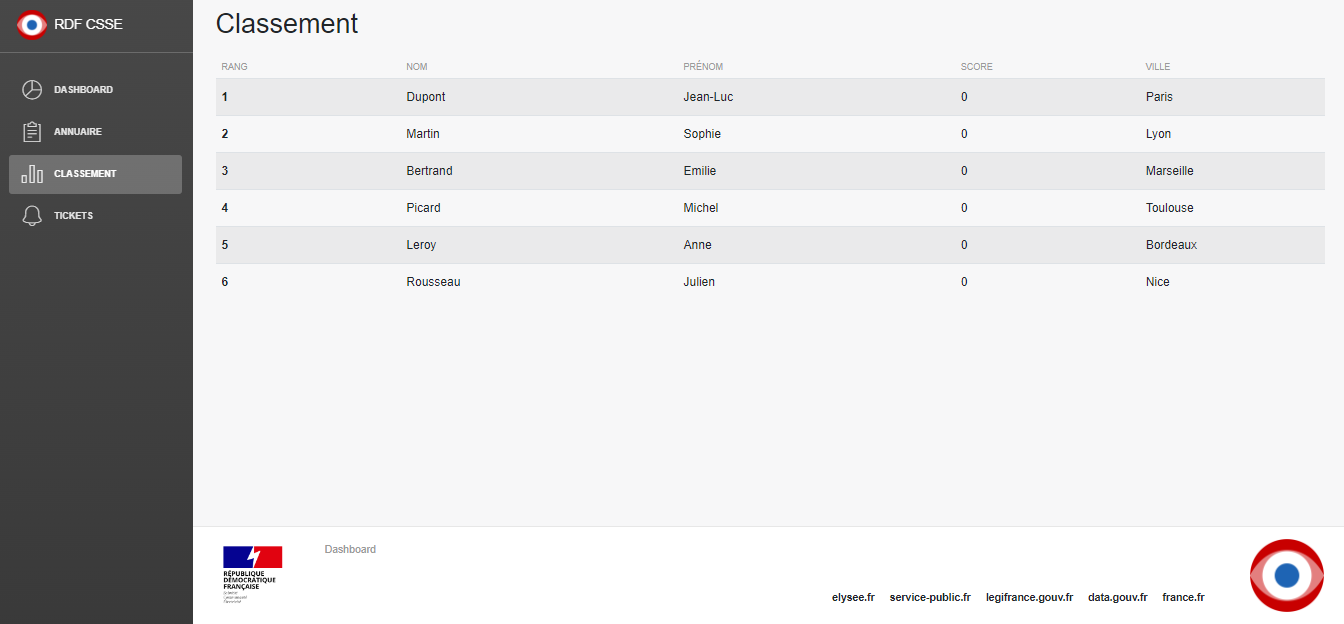 RDF CSSE
DASHBOARD
ANNUAIRE
CLASSEMENT
TICKETS
Classement
RANG NOM PRÉNOM SCORE VILLE
1 Dupont Jean-Luc 0 Paris
2 Martin Sophie 0 Lyon
3 Bertrand Emilie 0 Marseille
4 Picard Michel 0 Toulouse
5 Leroy Anne 0 Bordeaux
6 Rousseau Julien 0 Nice
RÉPUBLIQUE
DÉMOCRATIQUE
FRANÇAISE
Dashboard
elysee.fr service-public.fr legifrance.gouv.fr data.gouv.fr france.fr